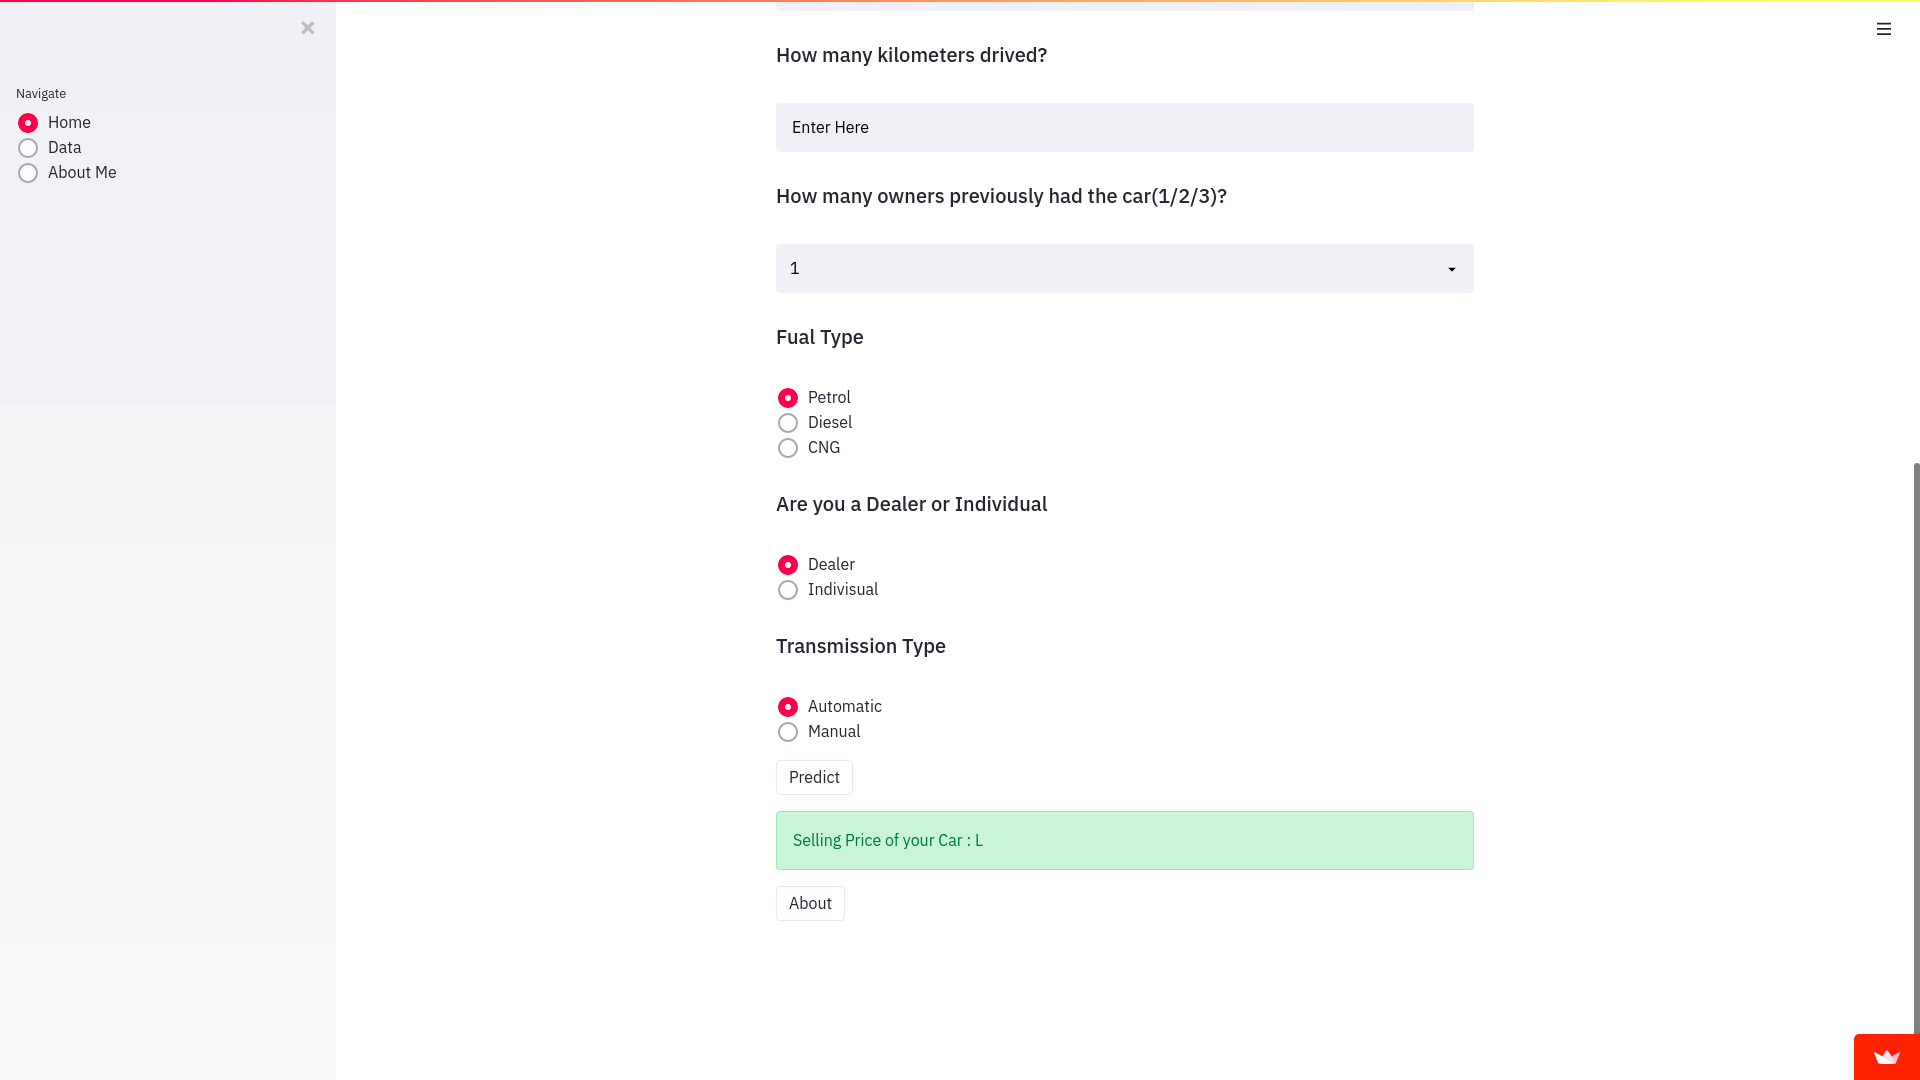 Navigate
Home
Data
About Me
How many kilometers drived?
Enter Here
How many owners previously had the car(1/2/3)?
1
Fual Type
Petrol
Diesel
CNG
Are you a Dealer or Individual
Dealer
Indivisual
Transmission Type
Automatic
Manual
Predict
Selling Price of your Car : L
About